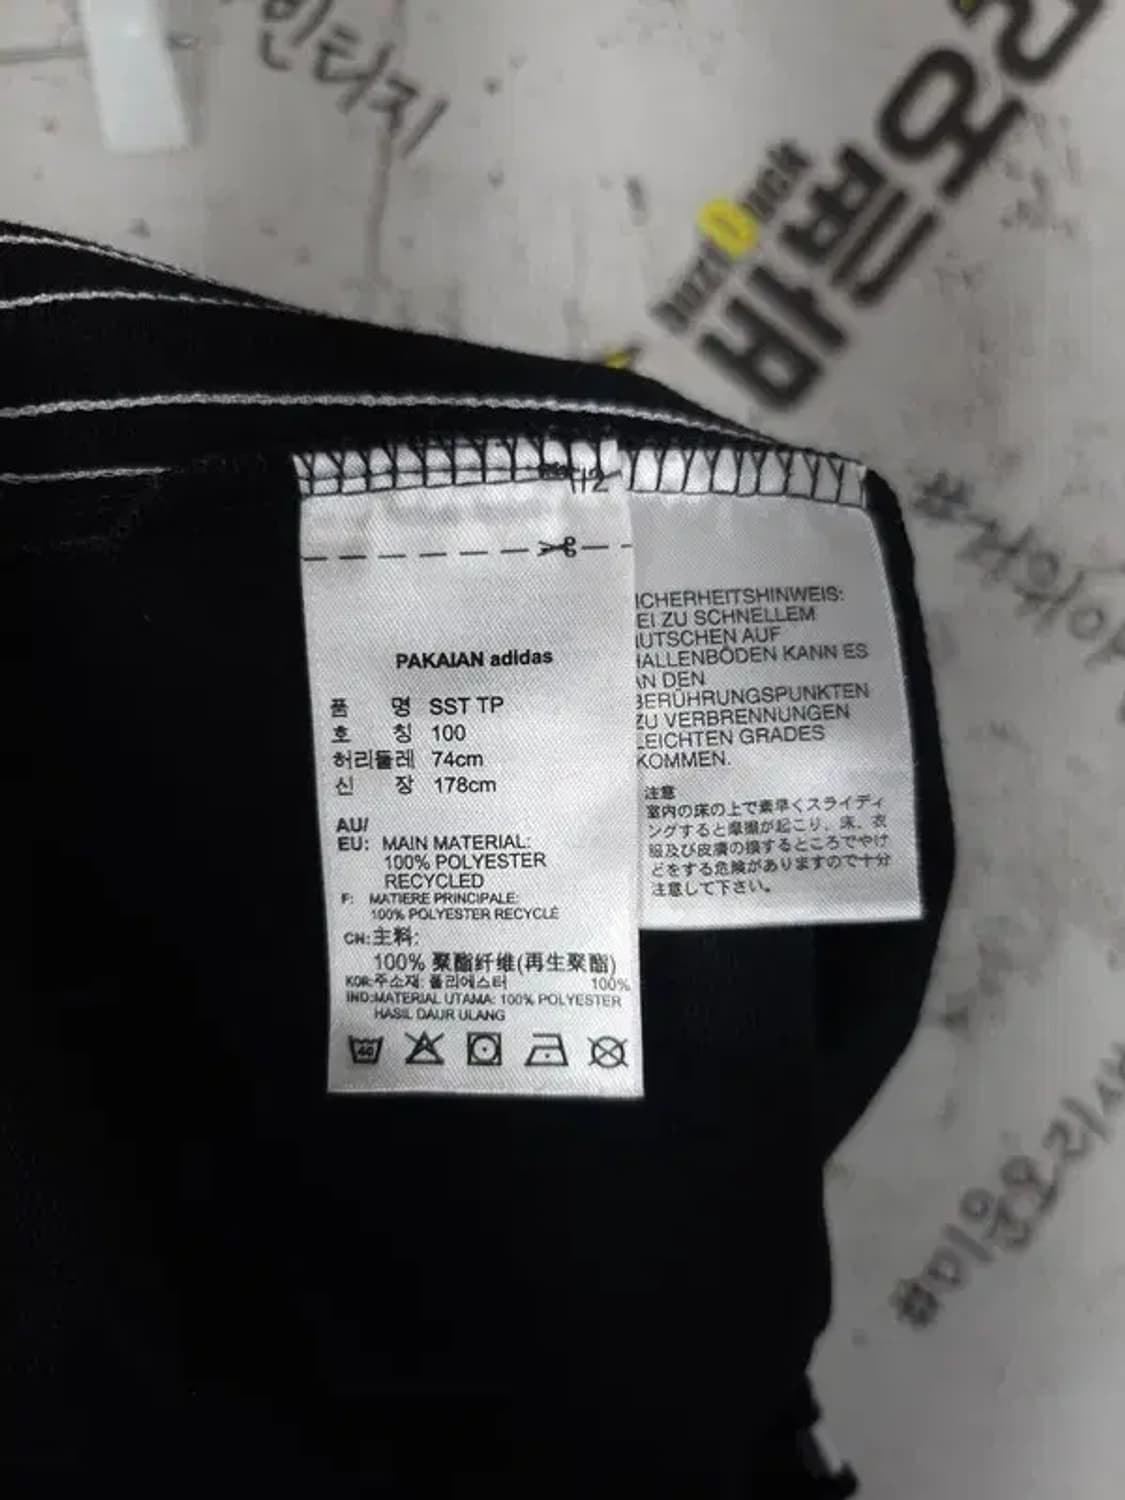 빈티지
PAKAIAN adidas
품 명 SST TP
호 칭 100
허리둘레 74cm
신 장 178cm
AU/
EU: MAIN MATERIAL:
100% POLYESTER
RECYCLED
F: MATIERE PRINCIPALE:
100% POLYESTER RECYCLÉ
CN:主料:
100% 聚酯纤维(再生聚酯)
KOR:주소재: 폴리에스터 100%
IND:MATERIAL UTAMA: 100% POLYESTER
HASIL DAUR ULANG
40
ICHERHEITSHINWEIS:
EI ZU SCHNELLEM
UTSCHEN AUF
ALLENBÖDEN KANN ES
AN DEN
BERÜHRUNGSPUNKTEN
ZU VERBRENNUNGEN
LEICHTEN GRADES
KOMMEN.
注意
室内の床の上で素早くスライディ
ングすると摩擦が起こり、床、衣
服及び皮膚の接するところでやけ
どをする危険がありますので十分
注意して下さい。